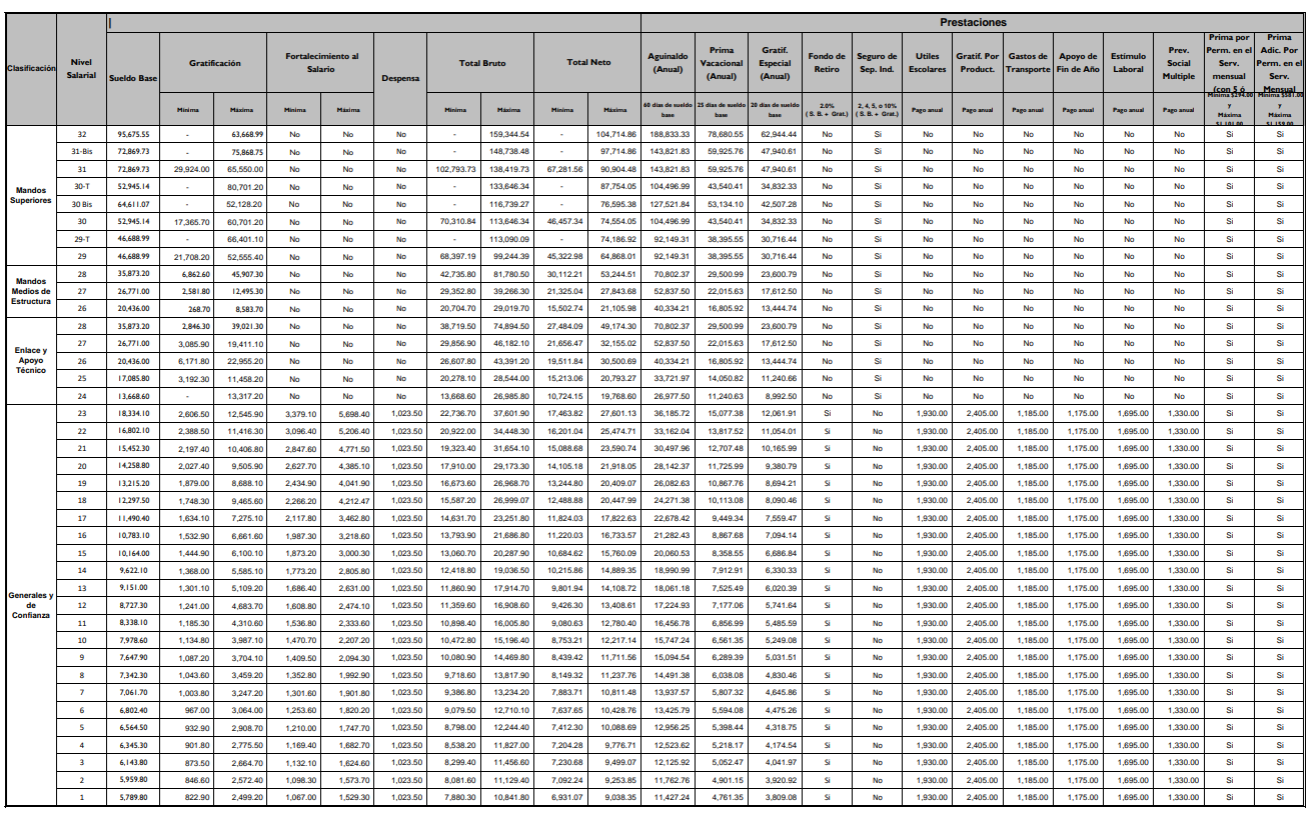 Prestaciones
Clasificación Nivel Salarial Sueldo Base Gratificación Fortalecimiento al Salario Despensa Total Bruto Total Neto Aguinaldo (Anual) Prima Vacacional (Anual) Gratif. Especial (Anual) Fondo de Retiro Seguro de Sep. Ind. Utiles Escolares Gratif. Por Product. Gastos de Transporte Apoyo de Fin de Año Estímulo Laboral Prev. Social Multiple Prima por Perm. en el Serv. mensual (con 5 ó Prima Adic. Por Perm. en el Serv. Mensual
Mínima Máxima Mínima Máxima Mínima Máxima Mínima Máxima 60 días de sueldo base 25 días de sueldo base 20 días de sueldo base 2.0% ( S. B. + Grat.) 2, 4, 5, o 10% ( S. B. + Grat.) Pago anual Pago anual Pago anual Pago anual Pago anual Pago anual Mínima $294.00 y Máxima $1,101.00 Mínima $581.00 y Máxima $1,159.00
Mandos Superiores
32 95,675.55 - 63,668.99 No No No - 159,344.54 - 104,714.86 188,833.33 78,680.55 62,944.44 No Si No No No No No No Si Si
31-Bis 72,869.73 - 75,868.75 No No No - 148,738.48 - 97,714.86 143,821.83 59,925.76 47,940.61 No Si No No No No No No Si Si
31 72,869.73 29,924.00 65,550.00 No No No 102,793.73 138,419.73 67,281.56 90,904.48 143,821.83 59,925.76 47,940.61 No Si No No No No No No Si Si
30-T 52,945.14 - 80,701.20 No No No - 133,646.34 - 87,754.05 104,496.99 43,540.41 34,832.33 No Si No No No No No No Si Si
30 Bis 64,611.07 - 52,128.20 No No No - 116,739.27 - 76,595.38 127,521.84 53,134.10 42,507.28 No Si No No No No No No Si Si
30 52,945.14 17,365.70 60,701.20 No No No 70,310.84 113,646.34 46,457.34 74,554.05 104,496.99 43,540.41 34,832.33 No Si No No No No No No Si Si
29-T 46,688.99 - 66,401.10 No No No - 113,090.09 - 74,186.92 92,149.31 38,395.55 30,716.44 No Si No No No No No No Si Si
29 46,688.99 21,708.20 52,555.40 No No No 68,397.19 99,244.39 45,322.98 64,868.01 92,149.31 38,395.55 30,716.44 No Si No No No No No No Si Si
Mandos Medios de Estructura
28 35,873.20 6,862.60 45,907.30 No No No 42,735.80 81,780.50 30,112.21 53,244.51 70,802.37 29,500.99 23,600.79 No Si No No No No No No Si Si
27 26,771.00 2,581.80 12,495.30 No No No 29,352.80 39,266.30 21,325.04 27,843.68 52,837.50 22,015.63 17,612.50 No Si No No No No No No Si Si
26 20,436.00 268.70 8,583.70 No No No 20,704.70 29,019.70 15,502.74 21,105.98 40,334.21 16,805.92 13,444.74 No Si No No No No No No Si Si
Enlace y Apoyo Técnico
28 35,873.20 2,846.30 39,021.30 No No No 38,719.50 74,894.50 27,484.09 49,174.30 70,802.37 29,500.99 23,600.79 No Si No No No No No No Si Si
27 26,771.00 3,085.90 19,411.10 No No No 29,856.90 46,182.10 21,656.47 32,155.02 52,837.50 22,015.63 17,612.50 No Si No No No No No No Si Si
26 20,436.00 6,171.80 22,955.20 No No No 26,607.80 43,391.20 19,511.84 30,500.69 40,334.21 16,805.92 13,444.74 No Si No No No No No No Si Si
25 17,085.80 3,192.30 11,458.20 No No No 20,278.10 28,544.00 15,213.06 20,793.27 33,721.97 14,050.82 11,240.66 No Si No No No No No No Si Si
24 13,668.60 - 13,317.20 No No No 13,668.60 26,985.80 10,724.15 19,768.60 26,977.50 11,240.63 8,992.50 No Si No No No No No No Si Si
Generales y de Confianza
23 18,334.10 2,606.50 12,545.90 3,379.10 5,698.40 1,023.50 22,736.70 37,601.90 17,463.82 27,601.13 36,185.72 15,077.38 12,061.91 Si No 1,930.00 2,405.00 1,185.00 1,175.00 1,695.00 1,330.00 Si Si
22 16,802.10 2,388.50 11,416.30 3,096.40 5,206.40 1,023.50 20,922.00 34,448.30 16,201.04 25,474.71 33,162.04 13,817.52 11,054.01 Si No 1,930.00 2,405.00 1,185.00 1,175.00 1,695.00 1,330.00 Si Si
21 15,452.30 2,197.40 10,406.80 2,847.60 4,771.50 1,023.50 19,323.40 31,654.10 15,088.68 23,590.74 30,497.96 12,707.48 10,165.99 Si No 1,930.00 2,405.00 1,185.00 1,175.00 1,695.00 1,330.00 Si Si
20 14,258.80 2,027.40 9,505.90 2,627.70 4,385.10 1,023.50 17,910.00 29,173.30 14,105.18 21,918.05 28,142.37 11,725.99 9,380.79 Si No 1,930.00 2,405.00 1,185.00 1,175.00 1,695.00 1,330.00 Si Si
19 13,215.20 1,879.00 8,688.10 2,434.90 4,041.90 1,023.50 16,673.60 26,968.70 13,244.80 20,409.07 26,082.63 10,867.76 8,694.21 Si No 1,930.00 2,405.00 1,185.00 1,175.00 1,695.00 1,330.00 Si Si
18 12,297.50 1,748.30 9,465.60 2,266.20 4,212.47 1,023.50 15,587.20 26,999.07 12,488.88 20,447.99 24,271.38 10,113.08 8,090.46 Si No 1,930.00 2,405.00 1,185.00 1,175.00 1,695.00 1,330.00 Si Si
17 11,490.40 1,634.10 7,275.10 2,117.80 3,462.80 1,023.50 14,631.70 23,251.80 11,824.03 17,822.63 22,678.42 9,449.34 7,559.47 Si No 1,930.00 2,405.00 1,185.00 1,175.00 1,695.00 1,330.00 Si Si
16 10,783.10 1,532.90 6,661.60 1,987.30 3,218.60 1,023.50 13,793.90 21,686.80 11,220.03 16,733.57 21,282.43 8,867.68 7,094.14 Si No 1,930.00 2,405.00 1,185.00 1,175.00 1,695.00 1,330.00 Si Si
15 10,164.00 1,444.90 6,100.10 1,873.20 3,000.30 1,023.50 13,060.70 20,287.90 10,684.62 15,760.09 20,060.53 8,358.55 6,686.84 Si No 1,930.00 2,405.00 1,185.00 1,175.00 1,695.00 1,330.00 Si Si
14 9,622.10 1,368.00 5,585.10 1,773.20 2,805.80 1,023.50 12,418.80 19,036.50 10,215.86 14,889.35 18,990.99 7,912.91 6,330.33 Si No 1,930.00 2,405.00 1,185.00 1,175.00 1,695.00 1,330.00 Si Si
13 9,151.00 1,301.10 5,109.20 1,686.40 2,631.00 1,023.50 11,860.90 17,914.70 9,801.94 14,108.72 18,061.18 7,525.49 6,020.39 Si No 1,930.00 2,405.00 1,185.00 1,175.00 1,695.00 1,330.00 Si Si
12 8,727.30 1,241.00 4,683.70 1,608.80 2,474.10 1,023.50 11,359.60 16,908.60 9,426.30 13,408.61 17,224.93 7,177.06 5,741.64 Si No 1,930.00 2,405.00 1,185.00 1,175.00 1,695.00 1,330.00 Si Si
11 8,338.10 1,185.30 4,310.60 1,536.80 2,333.60 1,023.50 10,898.40 16,005.80 9,080.63 12,780.40 16,456.78 6,856.99 5,485.59 Si No 1,930.00 2,405.00 1,185.00 1,175.00 1,695.00 1,330.00 Si Si
10 7,978.60 1,134.80 3,987.10 1,470.70 2,207.20 1,023.50 10,472.80 15,196.40 8,753.21 12,217.14 15,747.24 6,561.35 5,249.08 Si No 1,930.00 2,405.00 1,185.00 1,175.00 1,695.00 1,330.00 Si Si
9 7,647.90 1,087.20 3,704.10 1,409.50 2,094.30 1,023.50 10,080.90 14,469.80 8,439.42 11,711.56 15,094.54 6,289.39 5,031.51 Si No 1,930.00 2,405.00 1,185.00 1,175.00 1,695.00 1,330.00 Si Si
8 7,342.30 1,043.60 3,459.20 1,352.80 1,992.90 1,023.50 9,718.60 13,817.90 8,149.32 11,237.76 14,491.38 6,038.08 4,830.46 Si No 1,930.00 2,405.00 1,185.00 1,175.00 1,695.00 1,330.00 Si Si
7 7,061.70 1,003.80 3,247.20 1,301.60 1,901.80 1,023.50 9,386.80 13,234.20 7,883.71 10,811.48 13,937.57 5,807.32 4,645.86 Si No 1,930.00 2,405.00 1,185.00 1,175.00 1,695.00 1,330.00 Si Si
6 6,802.40 967.00 3,064.00 1,253.60 1,820.20 1,023.50 9,079.50 12,710.10 7,637.65 10,428.76 13,425.79 5,594.08 4,475.26 Si No 1,930.00 2,405.00 1,185.00 1,175.00 1,695.00 1,330.00 Si Si
5 6,564.50 932.90 2,908.70 1,210.00 1,747.70 1,023.50 8,798.00 12,244.40 7,412.30 10,088.69 12,956.25 5,398.44 4,318.75 Si No 1,930.00 2,405.00 1,185.00 1,175.00 1,695.00 1,330.00 Si Si
4 6,345.30 901.80 2,775.50 1,169.40 1,682.70 1,023.50 8,538.20 11,827.00 7,204.28 9,776.71 12,523.62 5,218.17 4,174.54 Si No 1,930.00 2,405.00 1,185.00 1,175.00 1,695.00 1,330.00 Si Si
3 6,143.80 873.50 2,664.70 1,132.10 1,624.60 1,023.50 8,299.40 11,456.60 7,230.68 9,499.07 12,125.92 5,052.47 4,041.97 Si No 1,930.00 2,405.00 1,185.00 1,175.00 1,695.00 1,330.00 Si Si
2 5,959.80 846.60 2,572.40 1,098.30 1,573.70 1,023.50 8,081.60 11,129.40 7,092.24 9,253.85 11,762.76 4,901.15 3,920.92 Si No 1,930.00 2,405.00 1,185.00 1,175.00 1,695.00 1,330.00 Si Si
1 5,789.80 822.90 2,499.20 1,067.00 1,529.30 1,023.50 7,880.30 10,841.80 6,931.07 9,038.35 11,427.24 4,761.35 3,809.08 Si No 1,930.00 2,405.00 1,185.00 1,175.00 1,695.00 1,330.00 Si Si